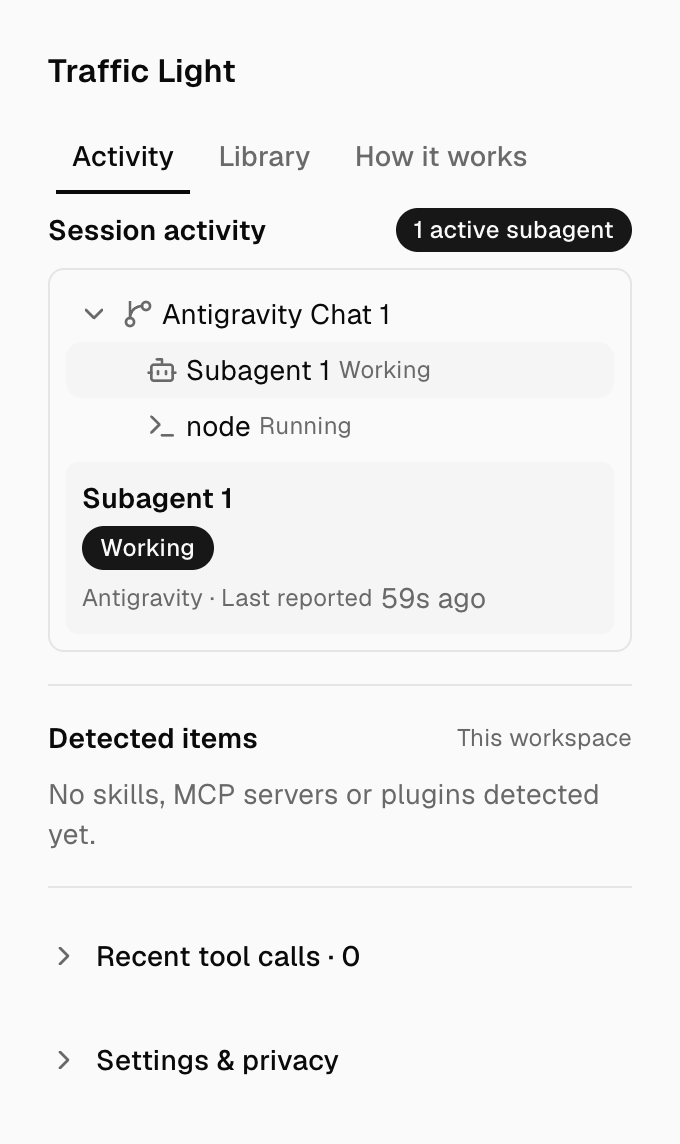 Traffic Light
Activity Library How it works
Session activity 1 active subagent
Antigravity Chat 1
Subagent 1 Working
node Running
Subagent 1
Working
Antigravity · Last reported 59s ago
Detected items This workspace
No skills, MCP servers or plugins detected
yet.
Recent tool calls · 0
Settings & privacy